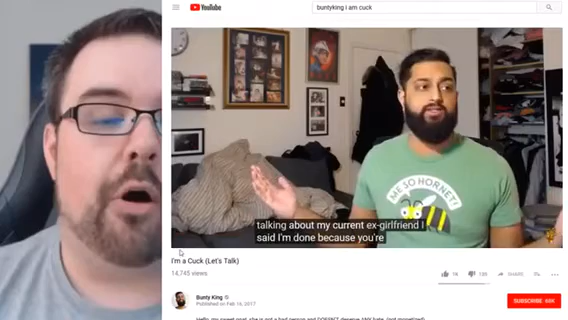 YouTube
buntyking i am cuck
ME SO HORNET!
talking about my current ex-girlfriend I
said I'm done because you're
I'm a Cuck (Let's Talk)
14,745 views
1K
SHARE
Bunty King
Published on Feb 16, 2017
SUBSCRIBE